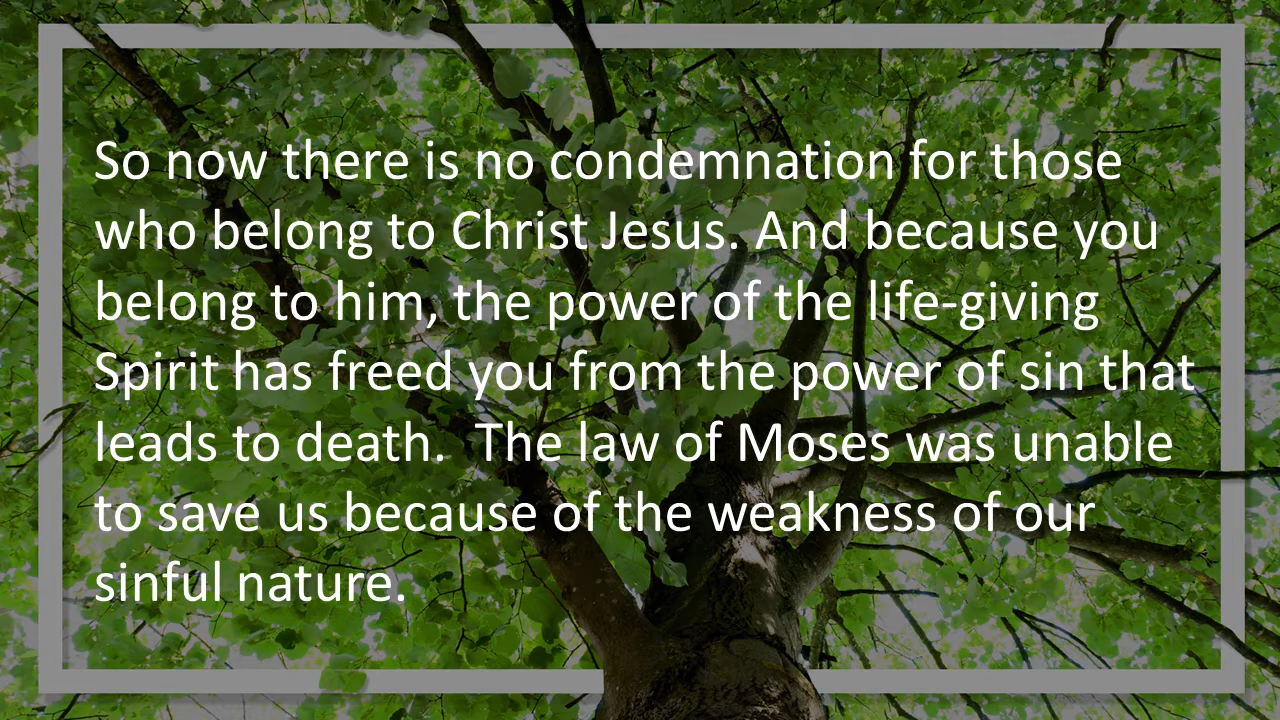 So now there is no condemnation for those
who belong to Christ Jesus. And because you
belong to him, the power of the life-giving
Spirit has freed you from the power of sin that
leads to death.  The law of Moses was unable
to save us because of the weakness of our
sinful nature.